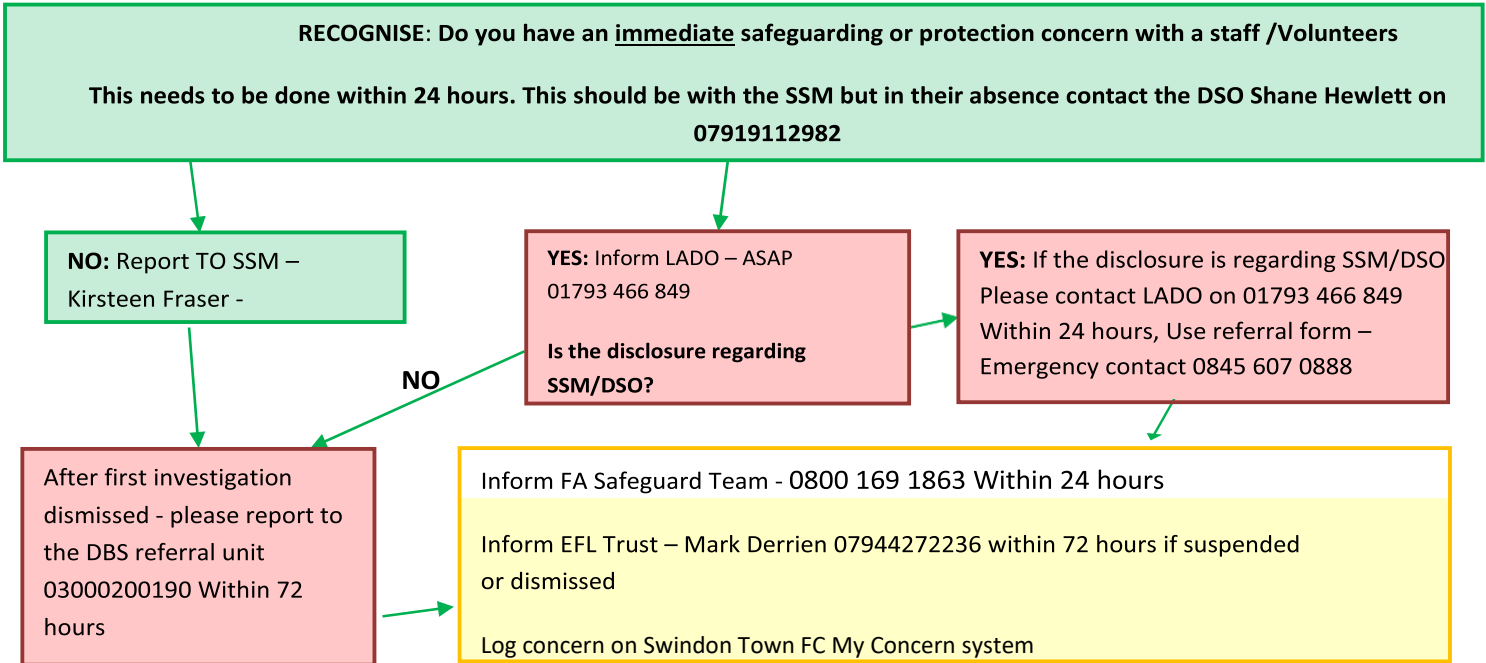 RECOGNISE: Do you have an immediate safeguarding or protection concern with a staff /Volunteers
This needs to be done within 24 hours. This should be with the SSM but in their absence contact the DSO Shane Hewlett on
07919112982
NO: Report TO SSM –
Kirsteen Fraser -
YES: Inform LADO – ASAP
01793 466 849
Is the disclosure regarding
SSM/DSO?
YES: If the disclosure is regarding SSM/DSO
Please contact LADO on 01793 466 849
Within 24 hours, Use referral form –
Emergency contact 0845 607 0888
NO
After first investigation
dismissed - please report to
the DBS referral unit
03000200190 Within 72
hours
Inform FA Safeguard Team - 0800 169 1863 Within 24 hours
Inform EFL Trust – Mark Derrien 07944272236 within 72 hours if suspended
or dismissed
Log concern on Swindon Town FC My Concern system